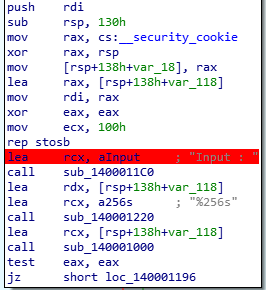 push rdi
sub rsp, 130h
mov rax, cs:__security_cookie
xor rax, rsp
mov [rsp+138h+var_18], rax
lea rax, [rsp+138h+var_118]
mov rdi, rax
xor eax, eax
mov ecx, 100h
rep stosb
lea rcx, aInput ; "Input : "
call sub_1400011C0
lea rdx, [rsp+138h+var_118]
lea rcx, a256s ; "%256s"
call sub_140001220
lea rcx, [rsp+138h+var_118]
call sub_140001000
test eax, eax
jz short loc_140001196